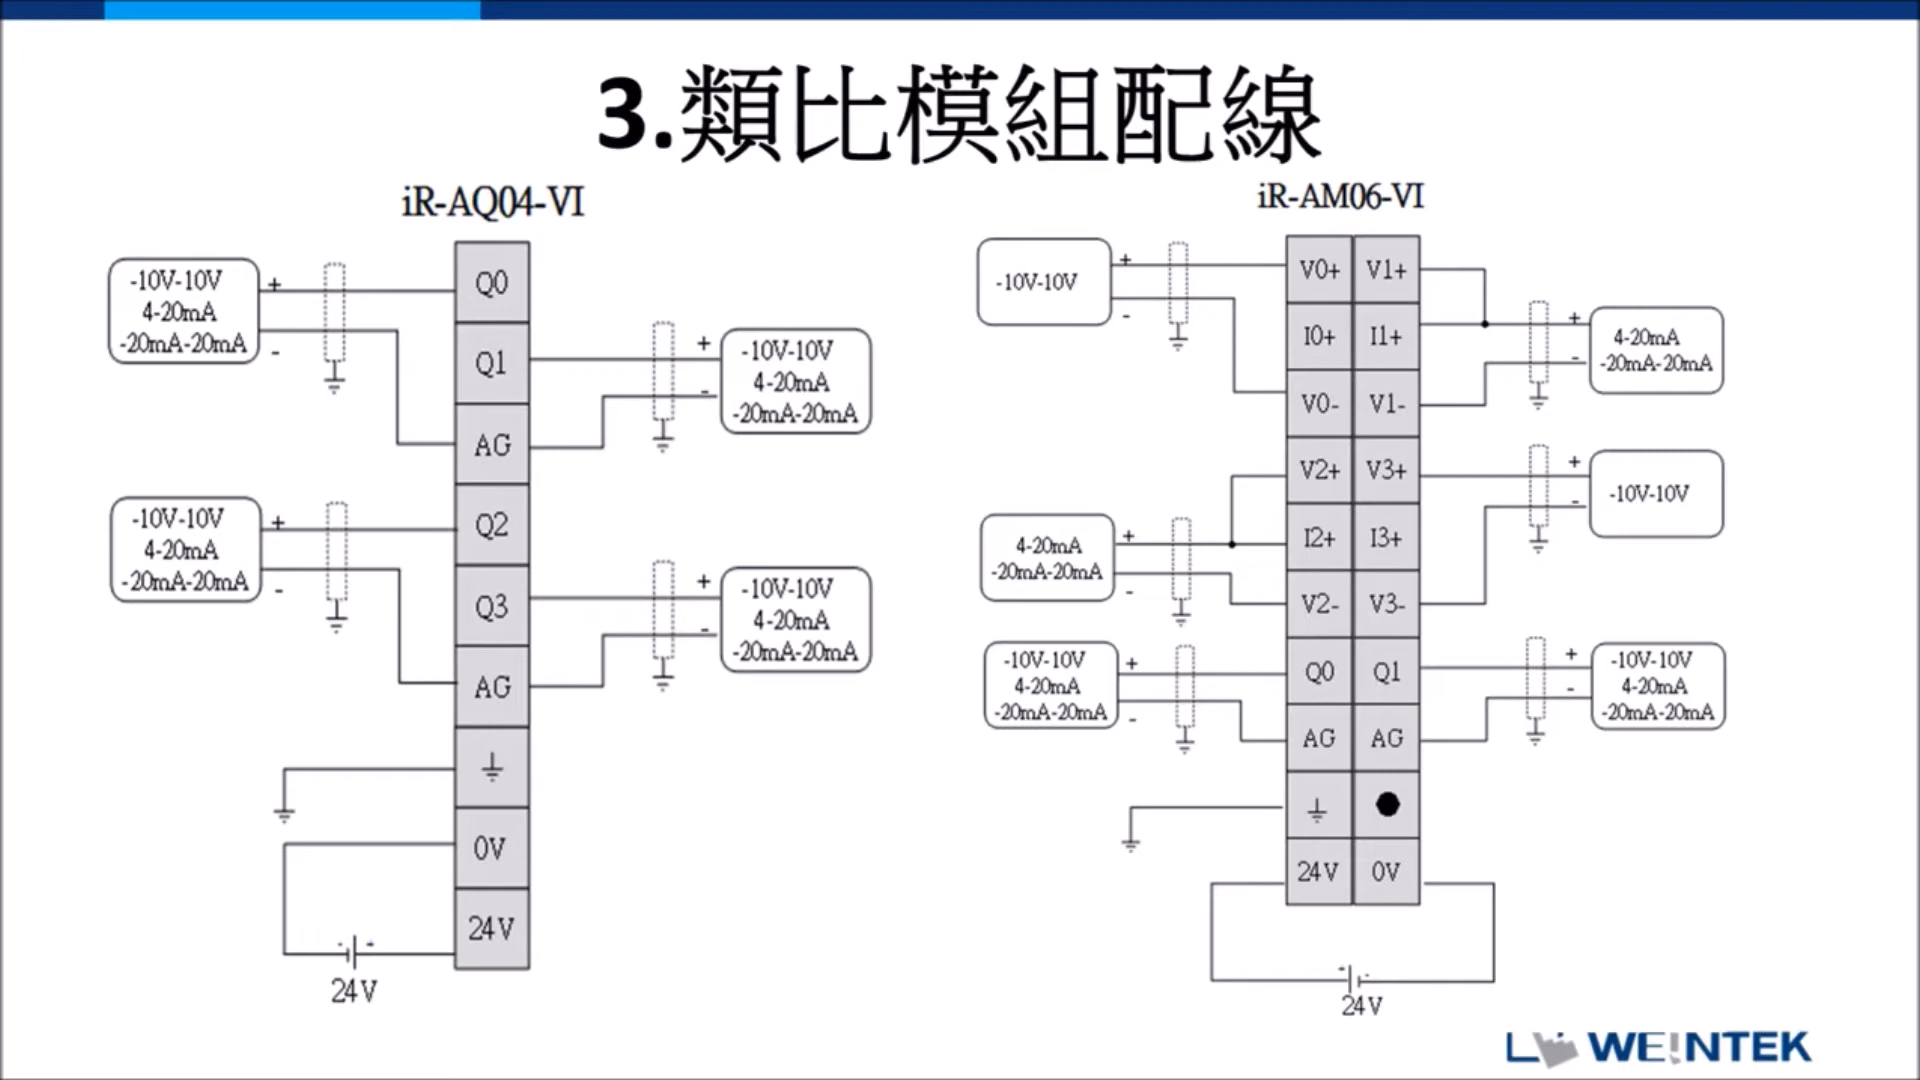 3.類比模組配線
iR-AQ04-VI
-10V-10V
4-20mA
-20mA-20mA
+
-
Q0
Q1
AG
Q2
Q3
AG
0V
24V
+
-
-10V-10V
4-20mA
-20mA-20mA
-10V-10V
4-20mA
-20mA-20mA
+
-
+
-
-10V-10V
4-20mA
-20mA-20mA
-
+
24V
iR-AM06-VI
-10V-10V
+
-
V0+ V1+
I0+ I1+
V0- V1-
V2+ V3+
I2+ I3+
V2- V3-
Q0 Q1
AG AG
24V 0V
+
-
4-20mA
-20mA-20mA
+
-
-10V-10V
4-20mA
-20mA-20mA
+
-
-10V-10V
4-20mA
-20mA-20mA
+
-
+
-
-10V-10V
4-20mA
-20mA-20mA
+
-
24V
WEINTEK